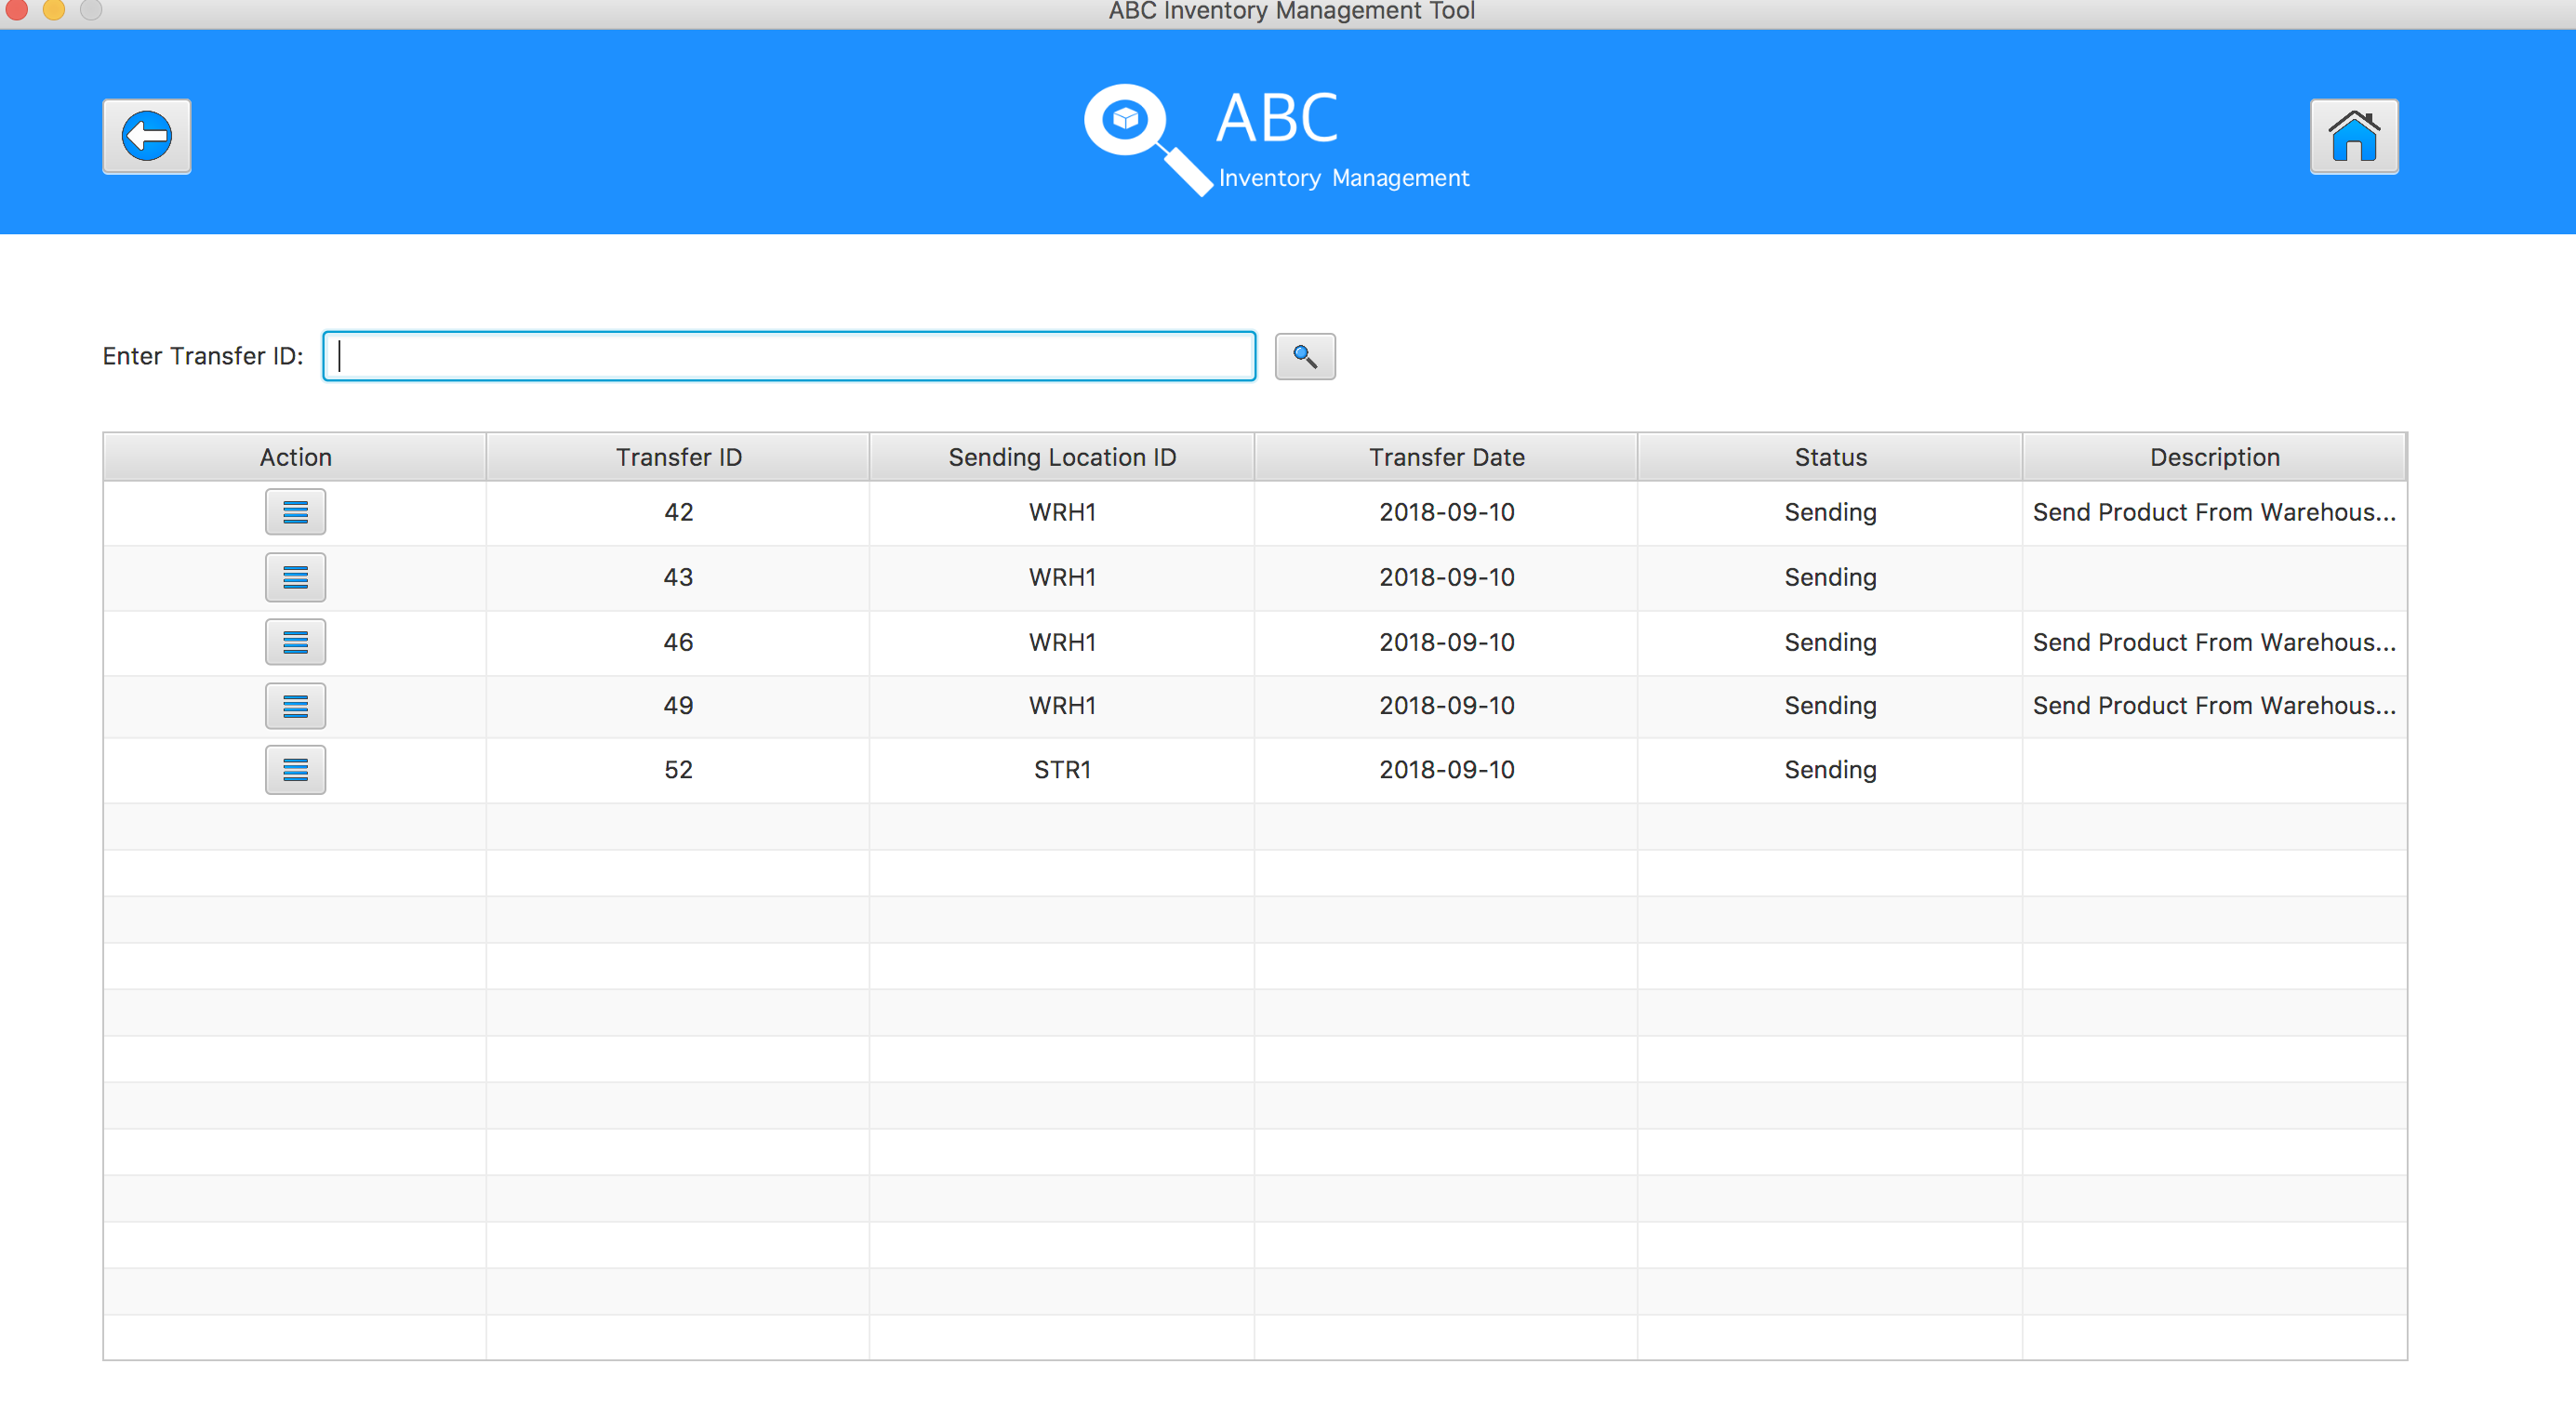 ABC Inventory Management Tool
ABC
Inventory Management
Enter Transfer ID:
Action Transfer ID Sending Location ID Transfer Date Status Description
42 WRH1 2018-09-10 Sending Send Product From Warehous...
43 WRH1 2018-09-10 Sending
46 WRH1 2018-09-10 Sending Send Product From Warehous...
49 WRH1 2018-09-10 Sending Send Product From Warehous...
52 STR1 2018-09-10 Sending